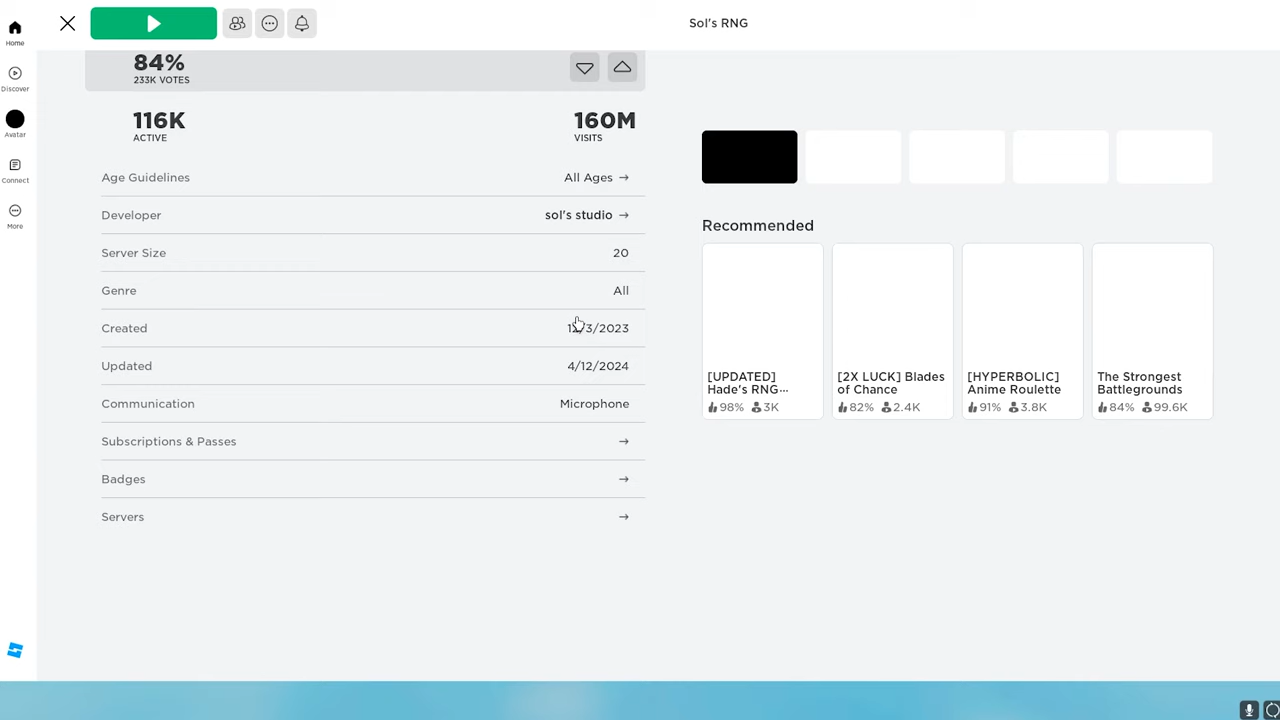 Sol's RNG
Home
Discover
Avatar
Connect
More
84%
233K VOTES
116K
ACTIVE
160M
VISITS
Age Guidelines
All Ages →
Developer
sol's studio →
Server Size
20
Genre
All
Created
Updated
4/12/2024
Communication
Microphone
Subscriptions & Passes
→
Badges
→
Servers
→
Recommended
[UPDATED]
Hade's RNG...
98% 3K
[2X LUCK] Blades
of Chance
82% 2.4K
[HYPERBOLIC]
Anime Roulette
91% 3.8K
The Strongest
Battlegrounds
84% 99.6K